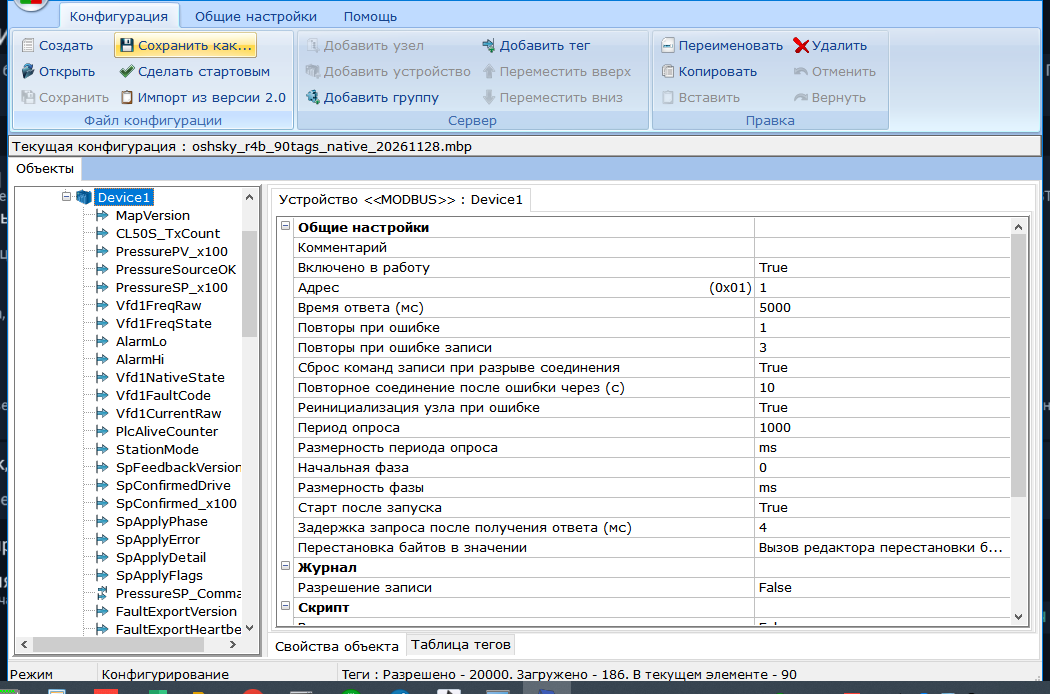 Конфигурация Общие настройки Помощь
Создать Сохранить как... Добавить узел Добавить тег Переименовать Удалить
Открыть Сделать стартовым Добавить устройство Переместить вверх Копировать Отменить
Сохранить Импорт из версии 2.0 Добавить группу Переместить вниз Вставить Вернуть
Файл конфигурации Сервер Правка
Текущая конфигурация : oshsky_r4b_90tags_native_20261128.mbp
Объекты
Device1
MapVersion
CL50S_TxCount
PressurePV_x100
PressureSourceOK
PressureSP_x100
Vfd1FreqRaw
Vfd1FreqState
AlarmLo
AlarmHi
Vfd1NativeState
Vfd1FaultCode
Vfd1CurrentRaw
PlcAliveCounter
StationMode
SpFeedbackVersion
SpConfirmedDrive
SpConfirmed_x100
SpApplyPhase
SpApplyError
SpApplyDetail
SpApplyFlags
PressureSP_Comma
FaultExportVersion
FaultExportHeartbe
Устройство <<MODBUS>> : Device1
Общие настройки
Комментарий
Включено в работу True
Адрес (0x01) 1
Время ответа (мс) 5000
Повторы при ошибке 1
Повторы при ошибке записи 3
Сброс команд записи при разрыве соединения True
Повторное соединение после ошибки через (с) 10
Реинициализация узла при ошибке True
Период опроса 1000
Размерность периода опроса ms
Начальная фаза 0
Размерность фазы ms
Старт после запуска True
Задержка запроса после получения ответа (мс) 4
Перестановка байтов в значении Вызов редактора перестановки б...
Журнал
Разрешение записи False
Скрипт
Свойства объекта Таблица тегов
Режим Конфигурирование Теги : Разрешено - 20000. Загружено - 186. В текущем элементе - 90